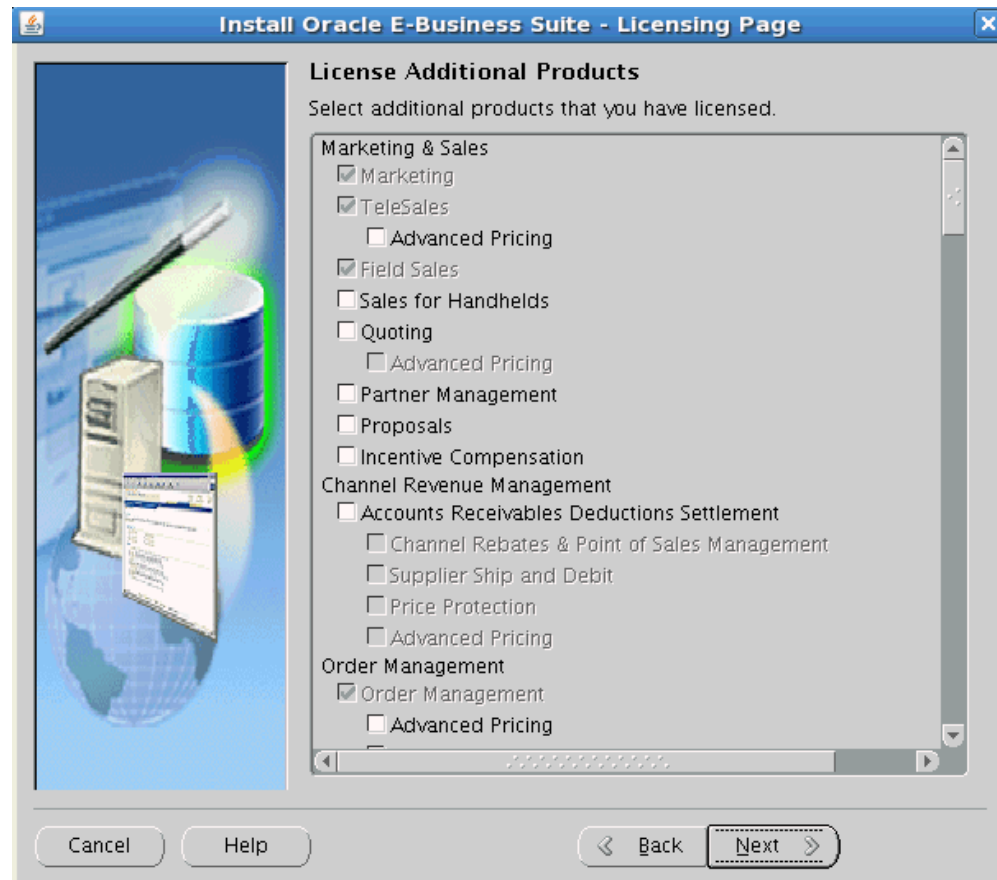 Install Oracle E-Business Suite - Licensing Page
License Additional Products
Select additional products that you have licensed.
Marketing & Sales
Marketing
TeleSales
Advanced Pricing
Field Sales
Sales for Handhelds
Quoting
Advanced Pricing
Partner Management
Proposals
Incentive Compensation
Channel Revenue Management
Accounts Receivables Deductions Settlement
Channel Rebates & Point of Sales Management
Supplier Ship and Debit
Price Protection
Advanced Pricing
Order Management
Order Management
Advanced Pricing
Cancel Help Back Next